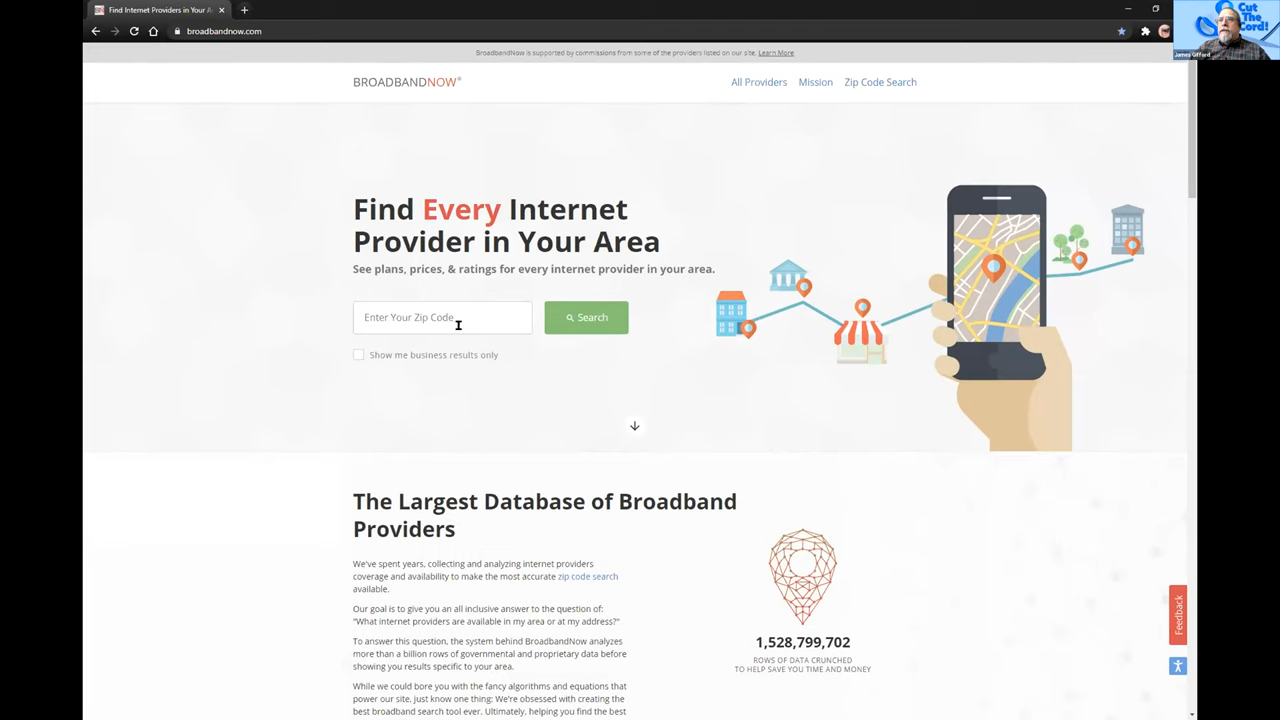 Find Internet Providers in Your A
broadbandnow.com
Cut
The
Cord!
James Gifford
BroadbandNow is supported by commissions from some of the providers listed on our site. Learn More
BROADBANDNOW®
All Providers
Mission
Zip Code Search
Find Every Internet
Provider in Your Area
See plans, prices, & ratings for every internet provider in your area.
Enter Your Zip Code
Search
Show me business results only
The Largest Database of Broadband
Providers
We've spent years, collecting and analyzing internet providers
coverage and availability to make the most accurate zip code search
available.
Our goal is to give you an all inclusive answer to the question of:
"What internet providers are available in my area or at my address?"
To answer this question, the system behind BroadbandNow analyzes
more than a billion rows of governmental and proprietary data before
showing you results specific to your area.
While we could bore you with the fancy algorithms and equations that
power our site, just know one thing: We're obsessed with creating the
best broadband search tool ever. Ultimately, helping you find the best
1,528,799,702
ROWS OF DATA CRUNCHED
TO HELP SAVE YOU TIME AND MONEY
Feedback